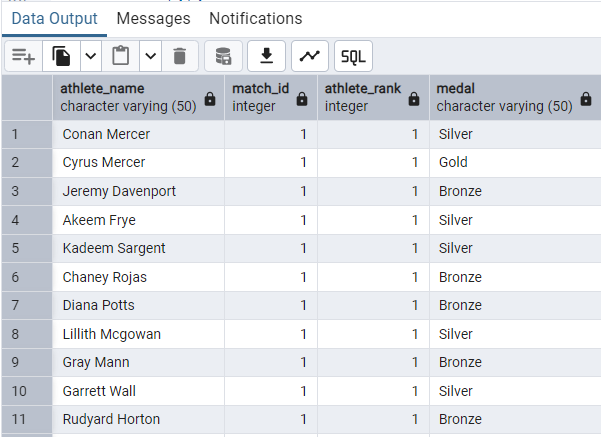 Data Output Messages Notifications
SQL
athlete_name match_id athlete_rank medal
character varying (50) integer integer character varying (50)
1 Conan Mercer 1 1 Silver
2 Cyrus Mercer 1 1 Gold
3 Jeremy Davenport 1 1 Bronze
4 Akeem Frye 1 1 Silver
5 Kadeem Sargent 1 1 Silver
6 Chaney Rojas 1 1 Bronze
7 Diana Potts 1 1 Bronze
8 Lillith Mcgowan 1 1 Silver
9 Gray Mann 1 1 Bronze
10 Garrett Wall 1 1 Silver
11 Rudyard Horton 1 1 Bronze